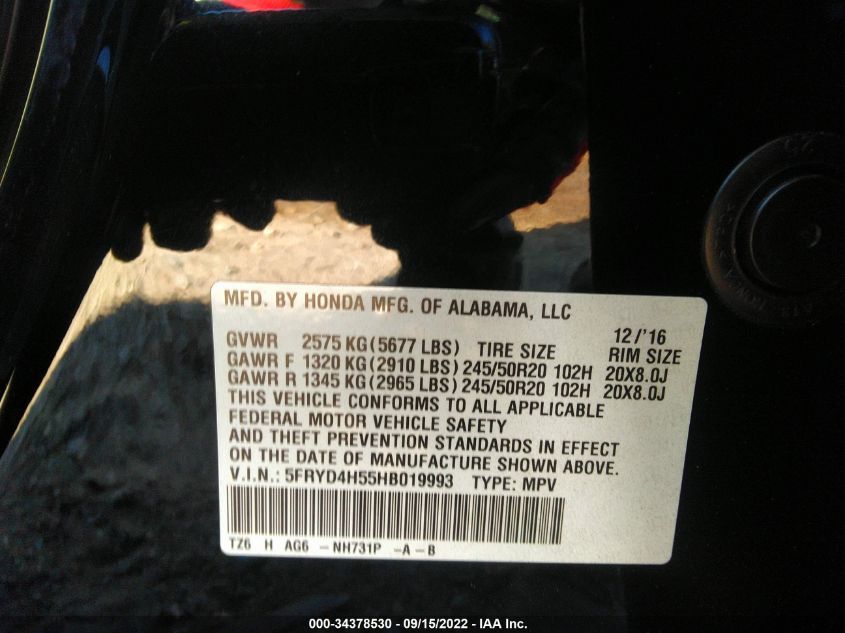 MFD. BY HONDA MFG. OF ALABAMA, LLC
12/'16
GVWR 2575 KG (5677 LBS) TIRE SIZE RIM SIZE
GAWR F 1320 KG (2910 LBS) 245/50R20 102H 20X8.0J
GAWR R 1345 KG (2965 LBS) 245/50R20 102H 20X8.0J
THIS VEHICLE CONFORMS TO ALL APPLICABLE
FEDERAL MOTOR VEHICLE SAFETY
AND THEFT PREVENTION STANDARDS IN EFFECT
ON THE DATE OF MANUFACTURE SHOWN ABOVE.
V.I.N.: 5FRYD4H55HB019993 TYPE: MPV
TZ6 H AG6 - NH731P - A - B
000-34378530 - 09/15/2022 - IAA Inc.